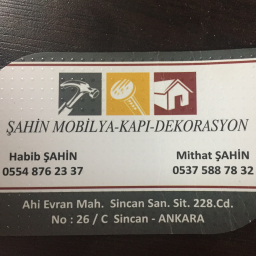 ŞAHİN MOBİLYA-KAPI-DEKORASYON
Habib ŞAHİN Mithat ŞAHİN
0554 876 23 37 0537 588 78 32
Ahi Evran Mah. Sincan San. Sit. 228.Cd.
No : 26 / C Sincan - ANKARA